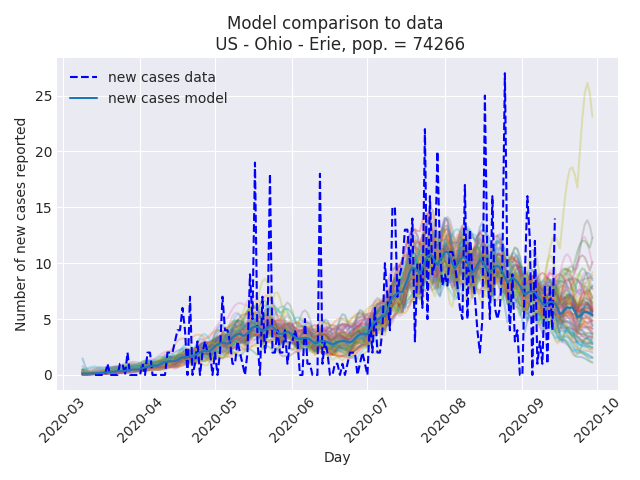 Model comparison to data
US - Ohio - Erie, pop. = 74266
new cases data
new cases model
Number of new cases reported
25
20
15
10
5
0
2020-03
2020-04
2020-05
2020-06
2020-07
2020-08
2020-09
2020-10
Day